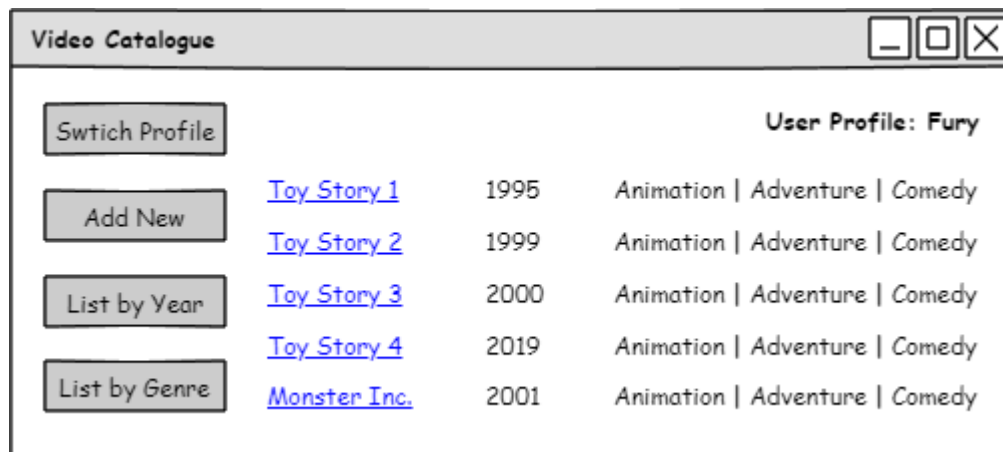 Video Catalogue
Swtich Profile
User Profile: Fury
Add New
List by Year
List by Genre
Toy Story 1 1995 Animation | Adventure | Comedy
Toy Story 2 1999 Animation | Adventure | Comedy
Toy Story 3 2000 Animation | Adventure | Comedy
Toy Story 4 2019 Animation | Adventure | Comedy
Monster Inc. 2001 Animation | Adventure | Comedy